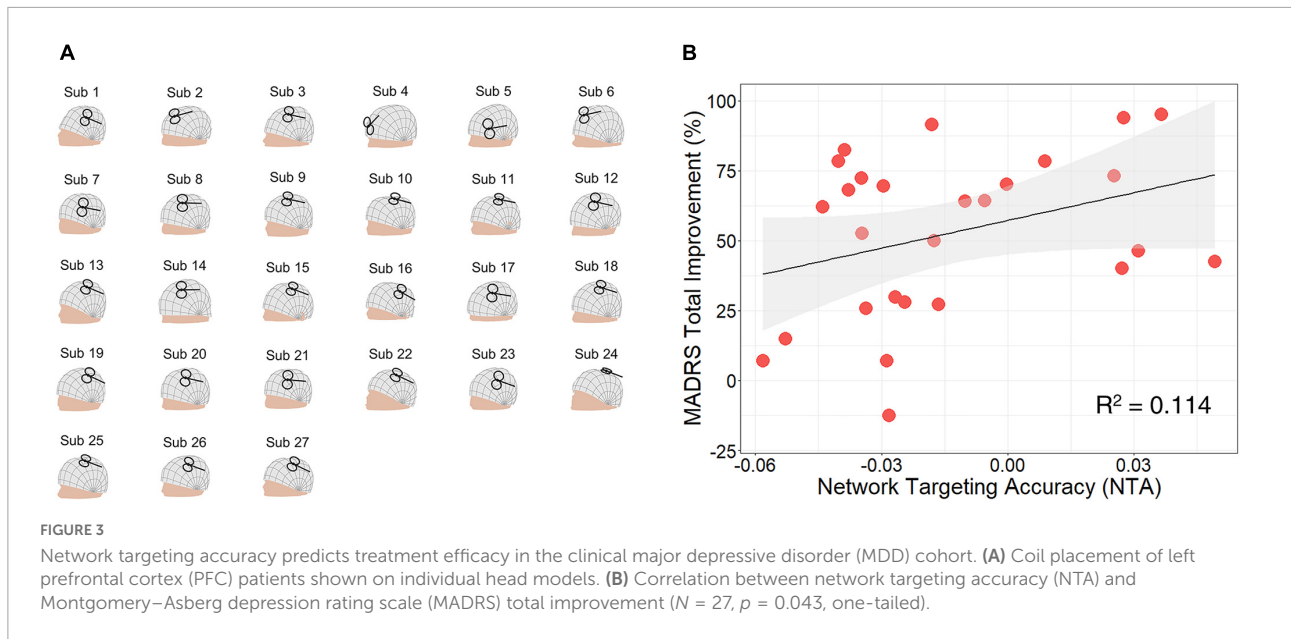 A
Sub 1 Sub 2 Sub 3 Sub 4 Sub 5 Sub 6
Sub 7 Sub 8 Sub 9 Sub 10 Sub 11 Sub 12
Sub 13 Sub 14 Sub 15 Sub 16 Sub 17 Sub 18
Sub 19 Sub 20 Sub 21 Sub 22 Sub 23 Sub 24
Sub 25 Sub 26 Sub 27
B
MADRS Total Improvement (%)
100
75
50
25
0
-25
R² = 0.114
-0.06 -0.03 0.00 0.03
Network Targeting Accuracy (NTA)
FIGURE 3
Network targeting accuracy predicts treatment efficacy in the clinical major depressive disorder (MDD) cohort. (A) Coil placement of left
prefrontal cortex (PFC) patients shown on individual head models. (B) Correlation between network targeting accuracy (NTA) and
Montgomery–Asberg depression rating scale (MADRS) total improvement (N = 27, p = 0.043, one-tailed).